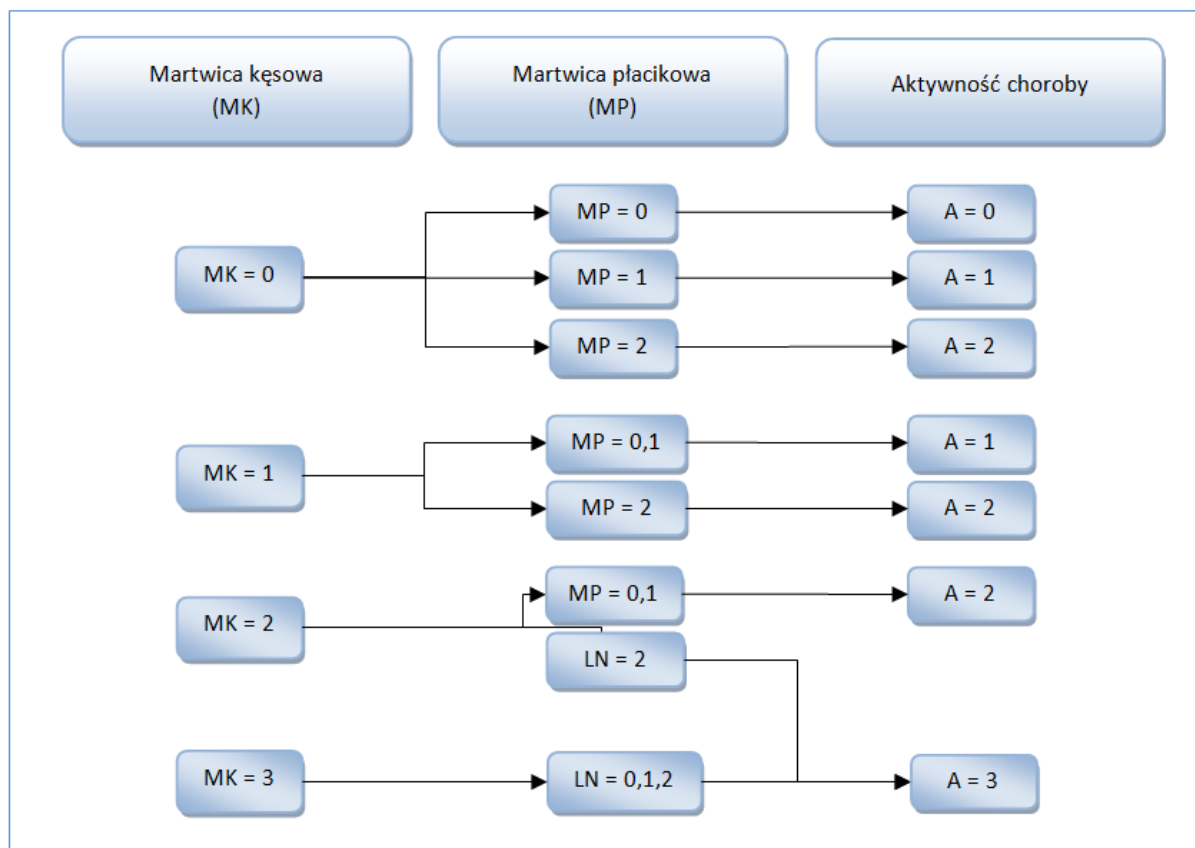 Martwica kęsowa
(MK)
Martwica płacikowa
(MP)
Aktywność choroby
MK = 0
MP = 0
A = 0
MP = 1
A = 1
MP = 2
A = 2
MK = 1
MP = 0,1
A = 1
MP = 2
A = 2
MK = 2
MP = 0,1
A = 2
LN = 2
MK = 3
LN = 0,1,2
A = 3